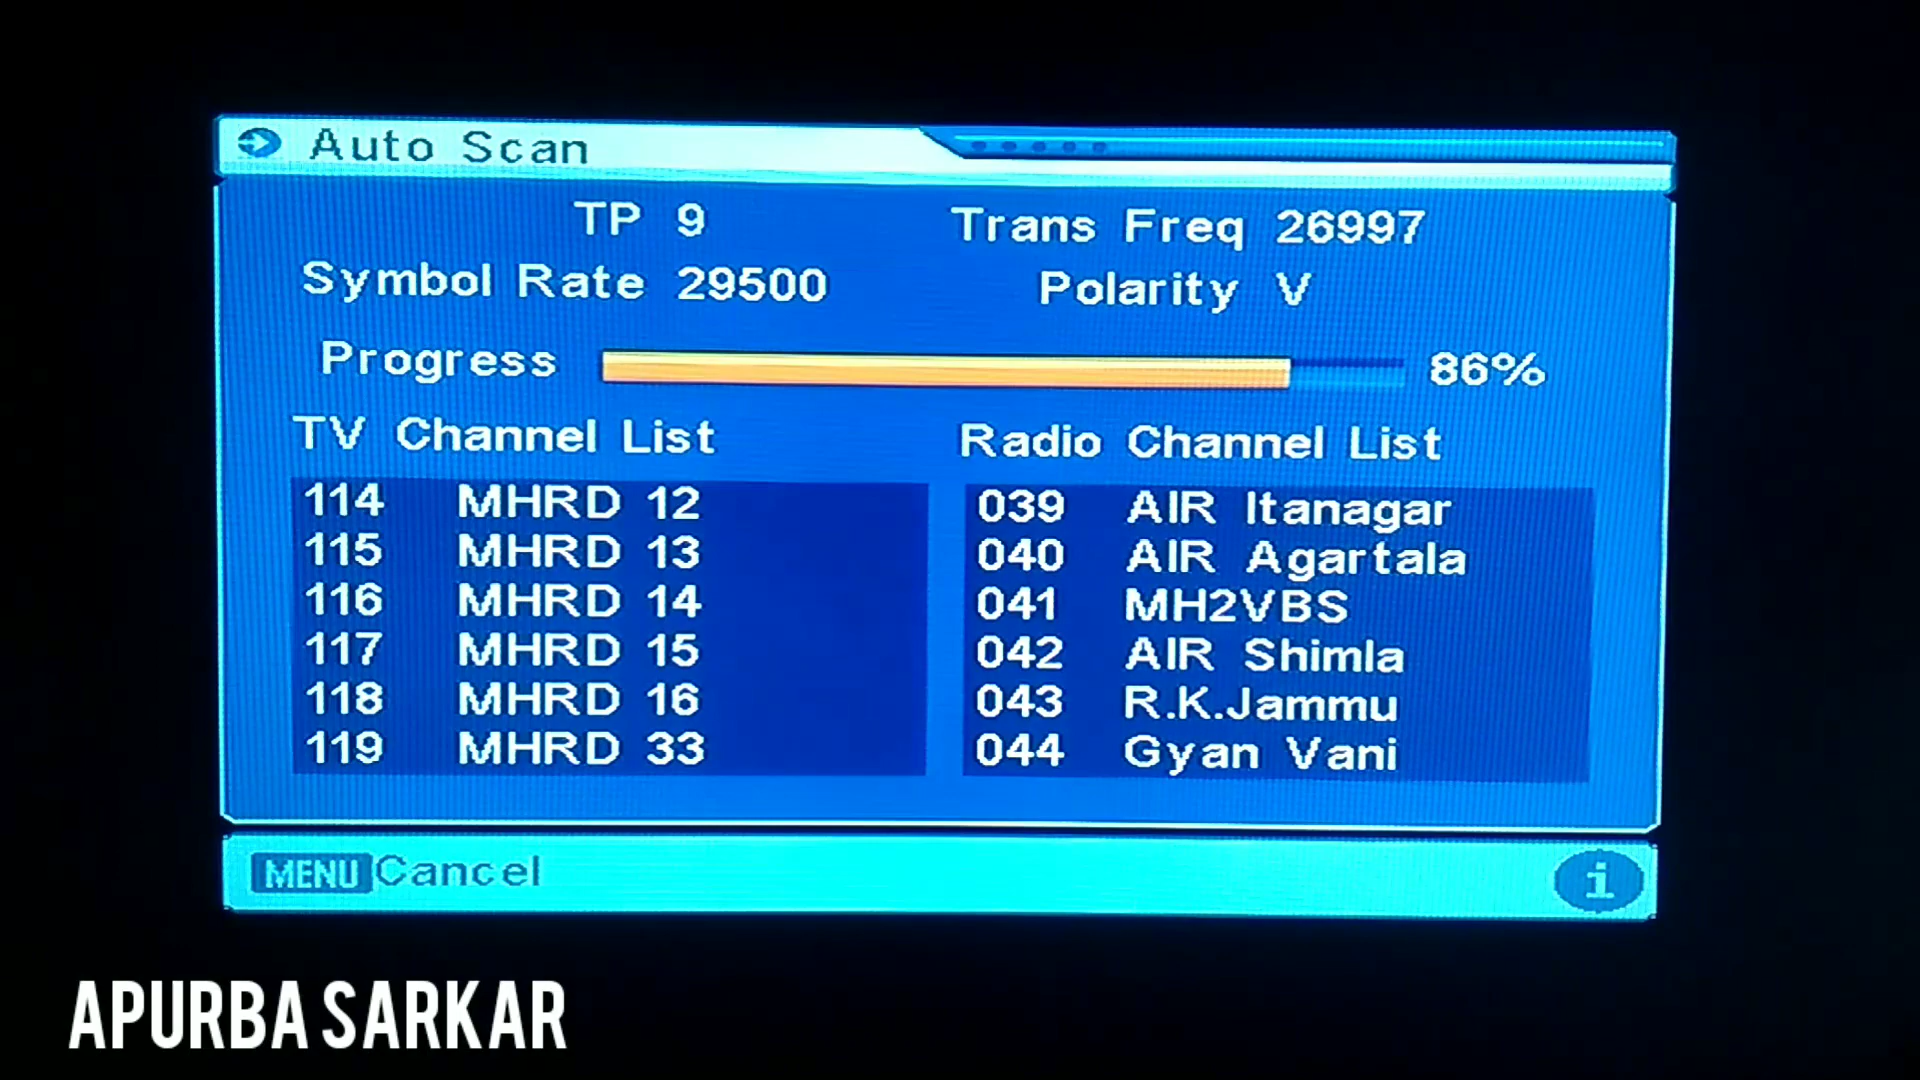 Auto Scan
TP 9 Trans Freq 26997
Symbol Rate 29500 Polarity V
Progress 86%
TV Channel List Radio Channel List
114 MHRD 12 039 AIR Itanagar
115 MHRD 13 040 AIR Agartala
116 MHRD 14 041 MH2VBS
117 MHRD 15 042 AIR Shimla
118 MHRD 16 043 R.K.Jammu
119 MHRD 33 044 Gyan Vani
MENU Cancel i
APURBA SARKAR